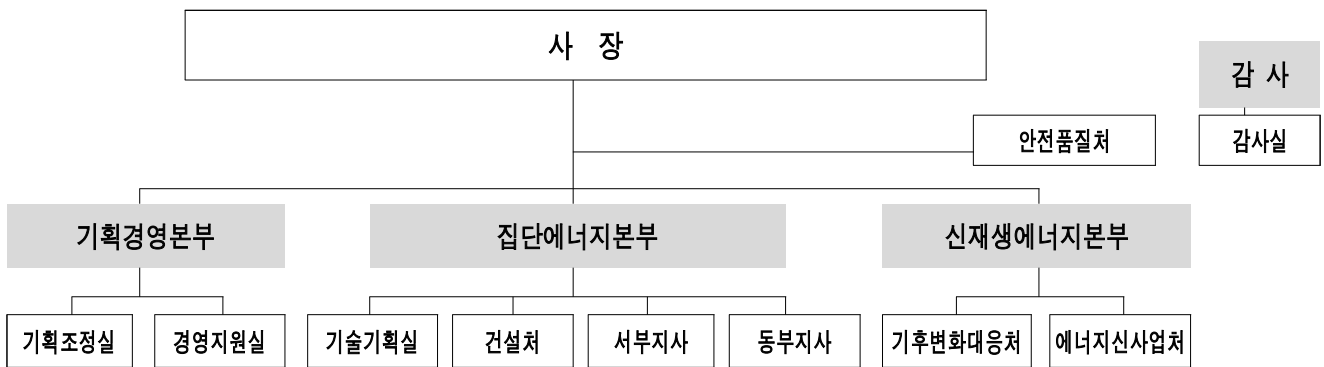 사 장
감 사
안전품질처
감사실
기획경영본부
집단에너지본부
신재생에너지본부
기획조정실
경영지원실
기술기획실
건설처
서부지사
동부지사
기후변화대응처
에너지신사업처